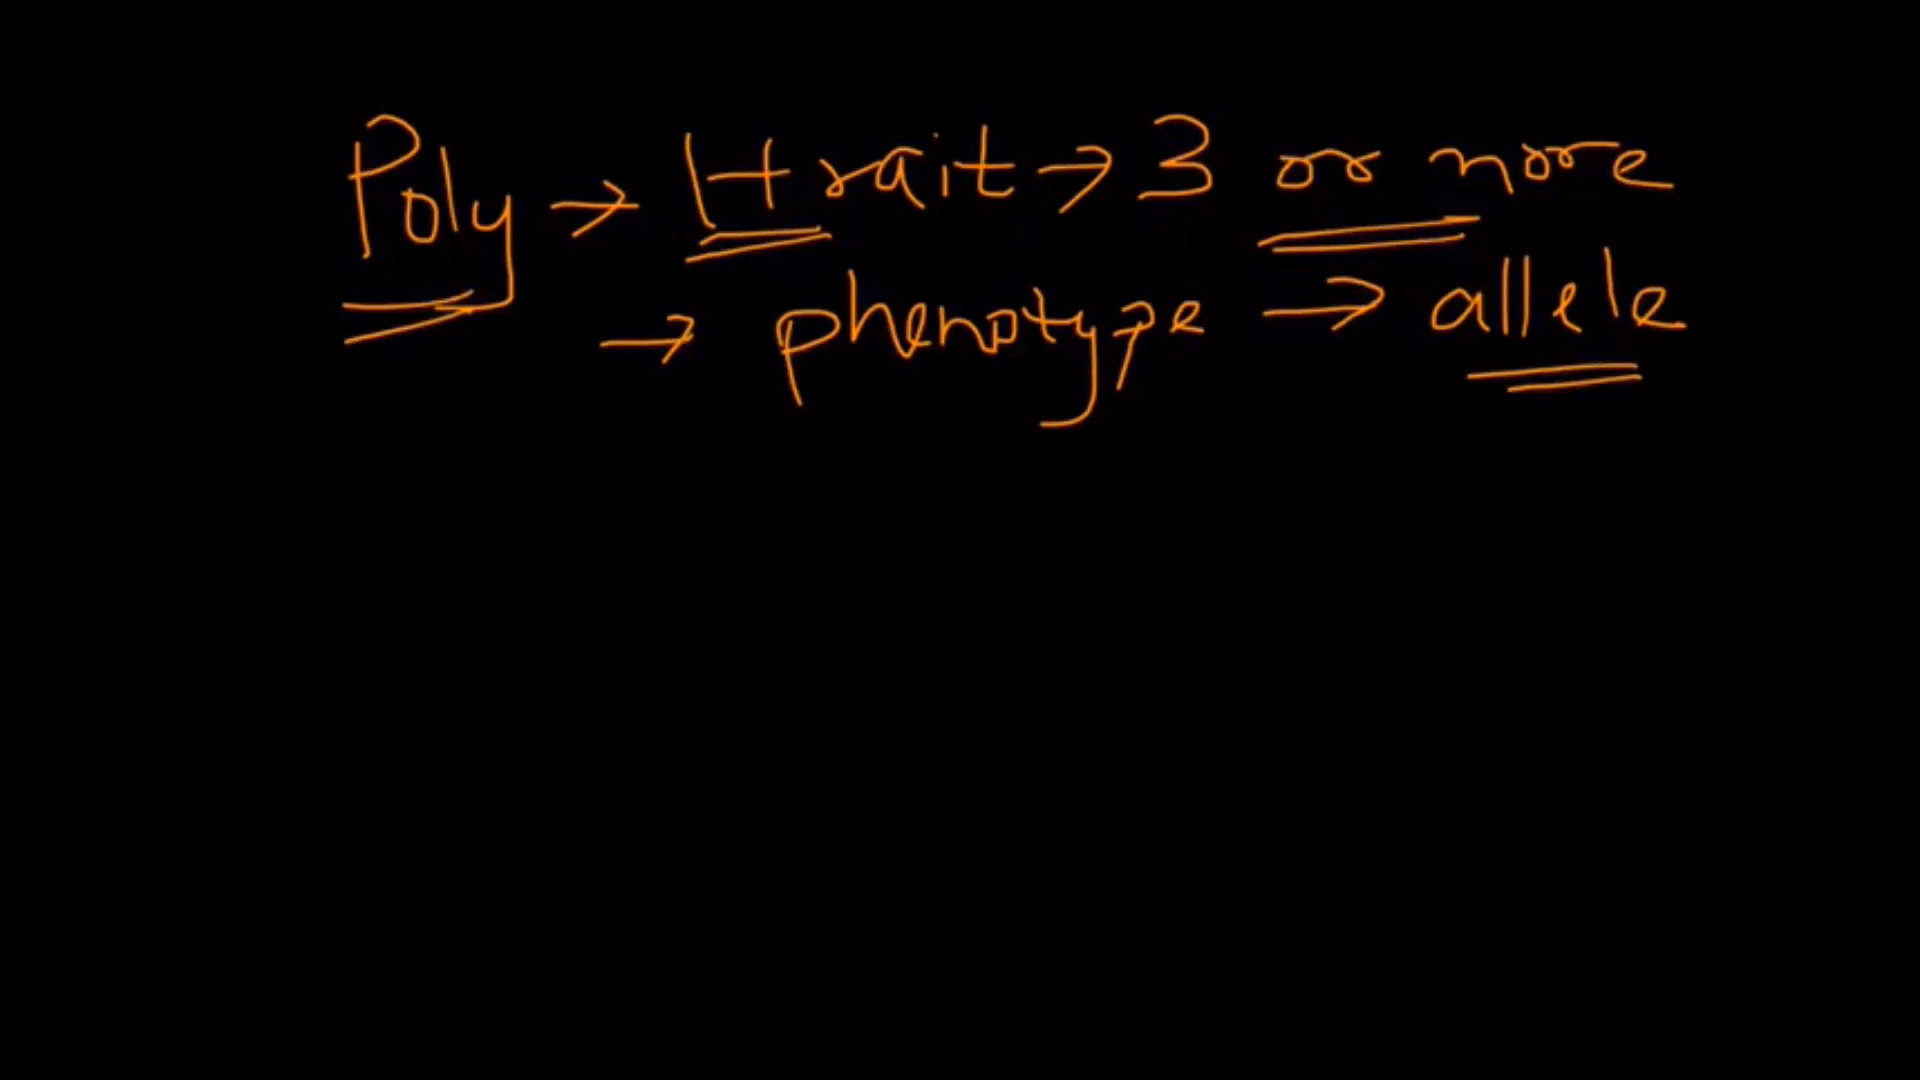 Poly → 1 trait → 3 or more
→ phenotype → allele